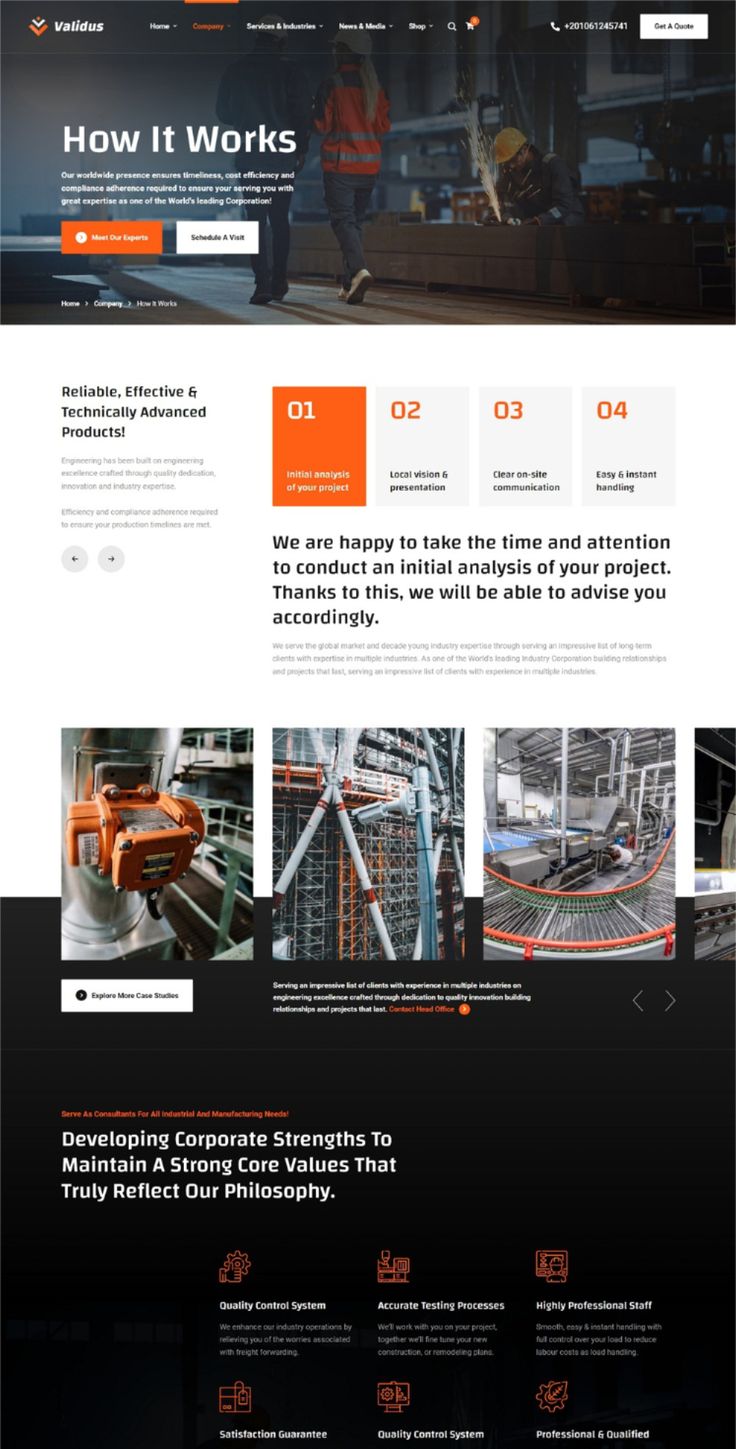 Validus
Home
Company
Services & Industries
News & Media
Shop
0
+201061245741
Get A Quote
How It Works
Our worldwide presence ensures timeliness, cost efficiency and
compliance adherence required to ensure your serving you with
great expertise as one of the World's leading Corporation!
Meet Our Experts
Schedule A Visit
Home > Company > How It Works
Reliable, Effective &
Technically Advanced
Products!
Engineering has been built on engineering
excellence crafted through quality dedication,
innovation and industry expertise.
Efficiency and compliance adherence required
to ensure your production timelines are met.
01
Initial analysis
of your project
02
Local vision &
presentation
03
Clear on-site
communication
04
Easy & instant
handling
We are happy to take the time and attention
to conduct an initial analysis of your project.
Thanks to this, we will be able to advise you
accordingly.
We serve the global market and decade young industry expertise through serving an impressive list of long-term
clients with expertise in multiple industries. As one of the World's leading Industry Corporation building relationships
and projects that last, serving an impressive list of clients with experience in multiple industries.
Explore More Case Studies
Serving an impressive list of clients with experience in multiple industries on
engineering excellence crafted through dedication to quality innovation building
relationships and projects that last. Contact Head Office
Serve As Consultants For All Industrial And Manufacturing Needs!
Developing Corporate Strengths To
Maintain A Strong Core Values That
Truly Reflect Our Philosophy.
Quality Control System
We enhance our industry operations by
relieving you of the worries associated
with freight forwarding.
Accurate Testing Processes
We'll work with you on your project,
together we'll fine tune your new
construction, or remodeling plans.
Highly Professional Staff
Smooth, easy & instant handling with
full control over your load to reduce
labour costs as load handling.
Satisfaction Guarantee
Quality Control System
Professional & Qualified